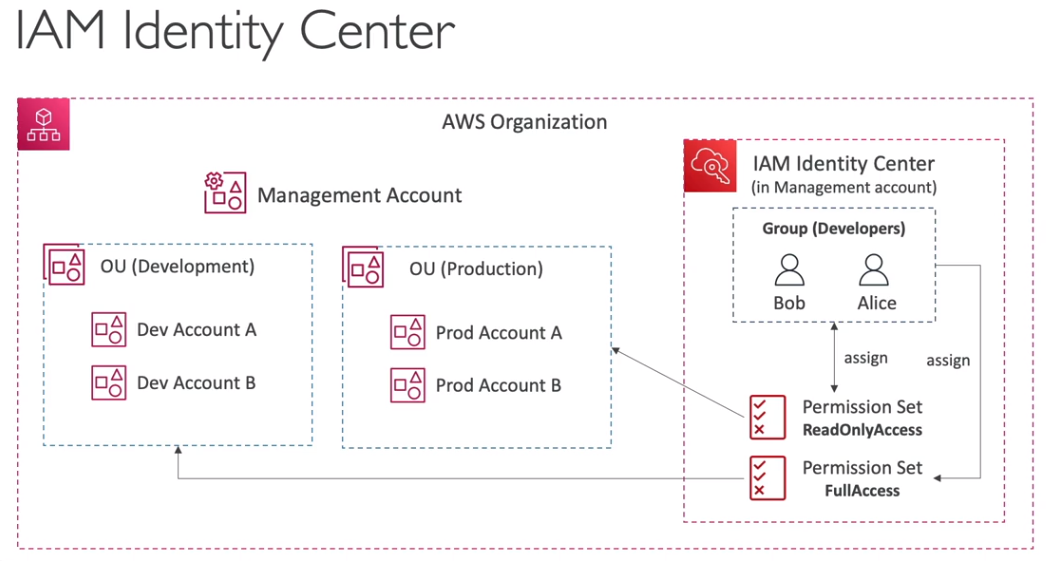 IAM Identity Center
AWS Organization
Management Account
OU (Development)
Dev Account A
Dev Account B
OU (Production)
Prod Account A
Prod Account B
IAM Identity Center
(in Management account)
Group (Developers)
Bob
Alice
assign
assign
Permission Set
ReadOnlyAccess
Permission Set
FullAccess